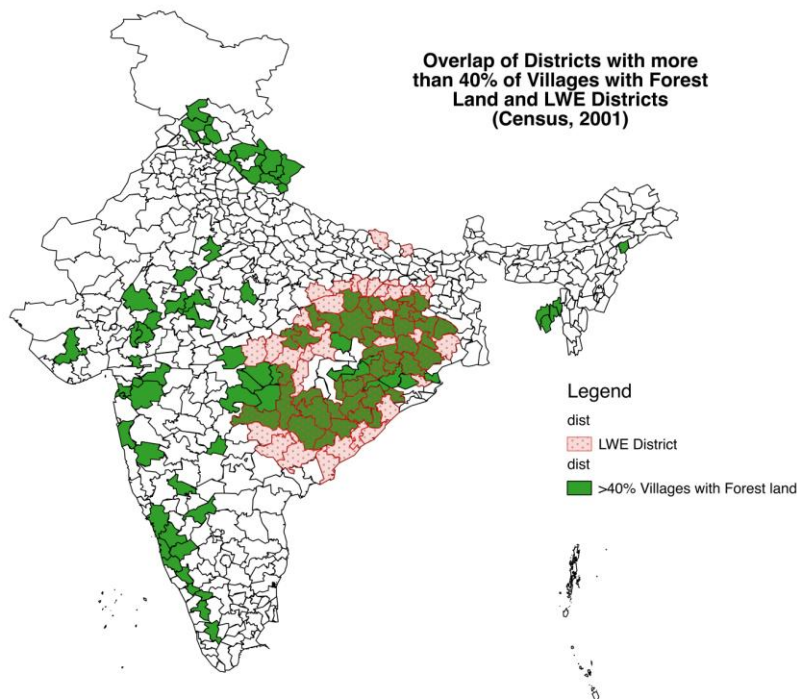 Overlap of Districts with more
than 40% of Villages with Forest
Land and LWE Districts
(Census, 2001)
Legend
dist
LWE District
dist
>40% Villages with Forest land